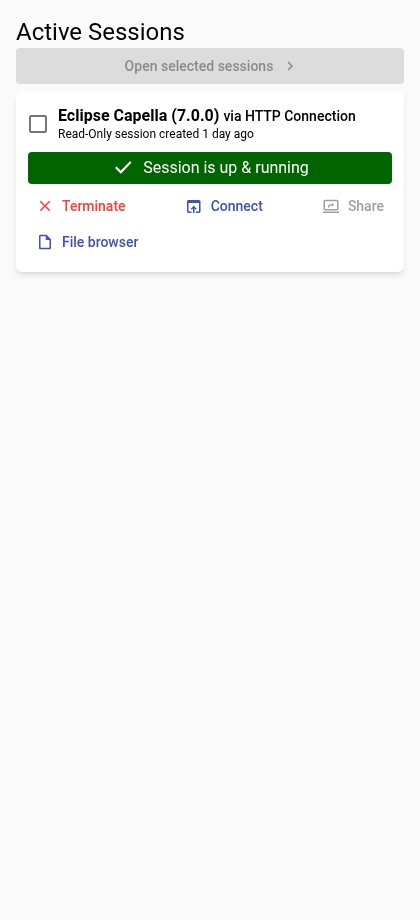 Active Sessions
Open selected sessions
Eclipse Capella (7.0.0) via HTTP Connection
Read-Only session created 1 day ago
Session is up & running
Terminate Connect Share
File browser